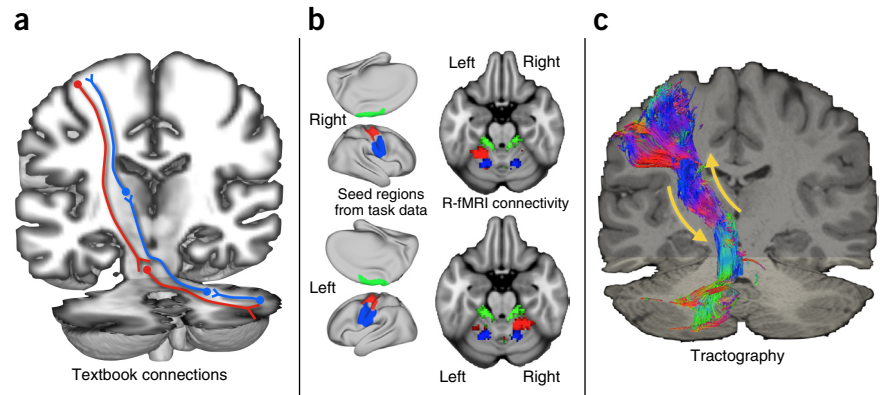 a
Textbook connections
b
Left Right
Right
Seed regions
from task data
R-fMRI connectivity
Left
Left Right
c
Tractography